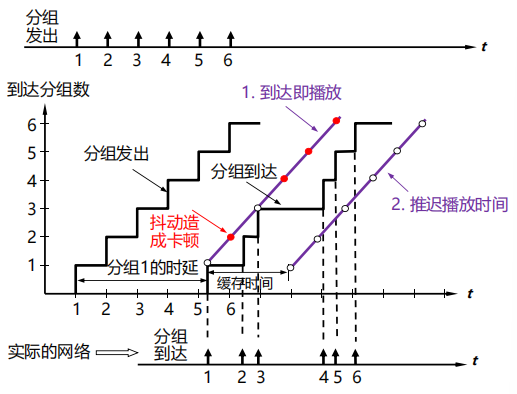 分组
发出
t
1 2 3 4 5 6
到达分组数
1. 到达即播放
6
5
4
3
2
1
分组发出
分组到达
抖动造
成卡顿
2. 推迟播放时间
分组1的时延
缓存时间
1 2 3 4 5 6
t
实际的网络
分组
到达
t
1 2 3 4 5 6